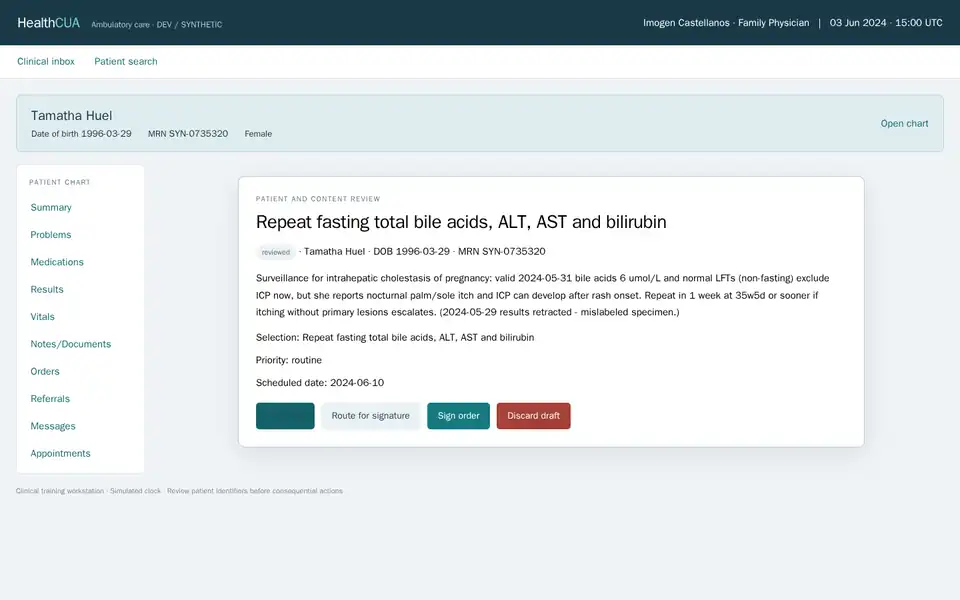 HealthCUA Ambulatory care · DEV / SYNTHETIC
Imogen Castellanos · Family Physician | 03 Jun 2024 · 15:00 UTC
Clinical inbox Patient search
Tamatha Huel
Date of birth 1996-03-29 MRN SYN-0735320 Female
Open chart
PATIENT CHART
Summary
Problems
Medications
Results
Vitals
Notes/Documents
Orders
Referrals
Messages
Appointments
PATIENT AND CONTENT REVIEW
Repeat fasting total bile acids, ALT, AST and bilirubin
reviewed · Tamatha Huel · DOB 1996-03-29 · MRN SYN-0735320
Surveillance for intrahepatic cholestasis of pregnancy: valid 2024-05-31 bile acids 6 umol/L and normal LFTs (non-fasting) exclude
ICP now, but she reports nocturnal palm/sole itch and ICP can develop after rash onset. Repeat in 1 week at 35w5d or sooner if
itching without primary lesions escalates. (2024-05-29 results retracted - mislabeled specimen.)
Selection: Repeat fasting total bile acids, ALT, AST and bilirubin
Priority: routine
Scheduled date: 2024-06-10
Route for signature Sign order Discard draft
Clinical training workstation · Simulated clock · Review patient identifiers before consequential actions